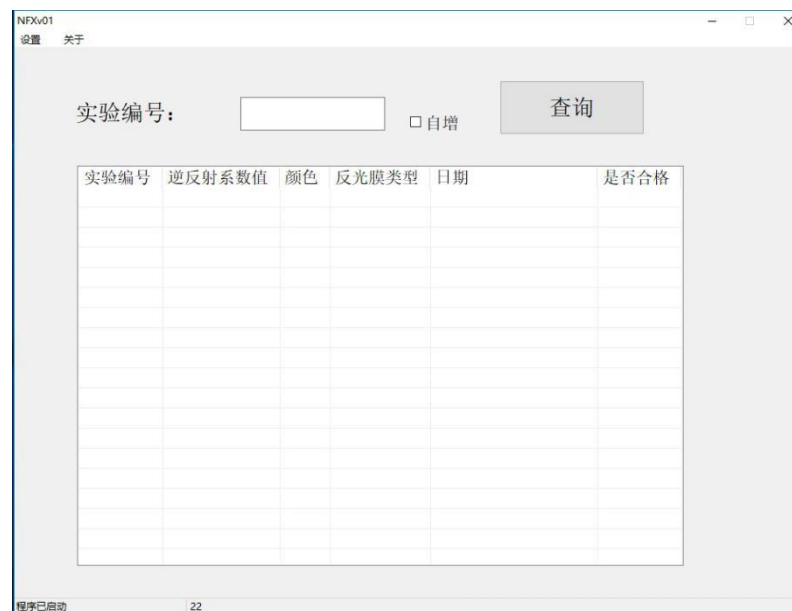 NFXv01
设置 关于
实验编号： 自增 查询
实验编号 逆反射系数值 颜色 反光膜类型 日期 是否合格
程序已启动 22